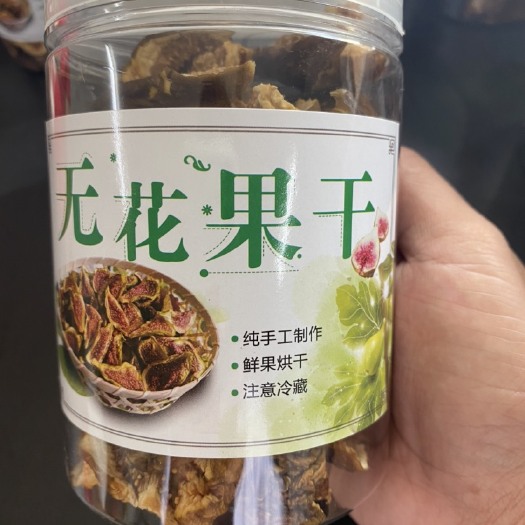 无花果干
纯手工制作
鲜果烘干
注意冷藏